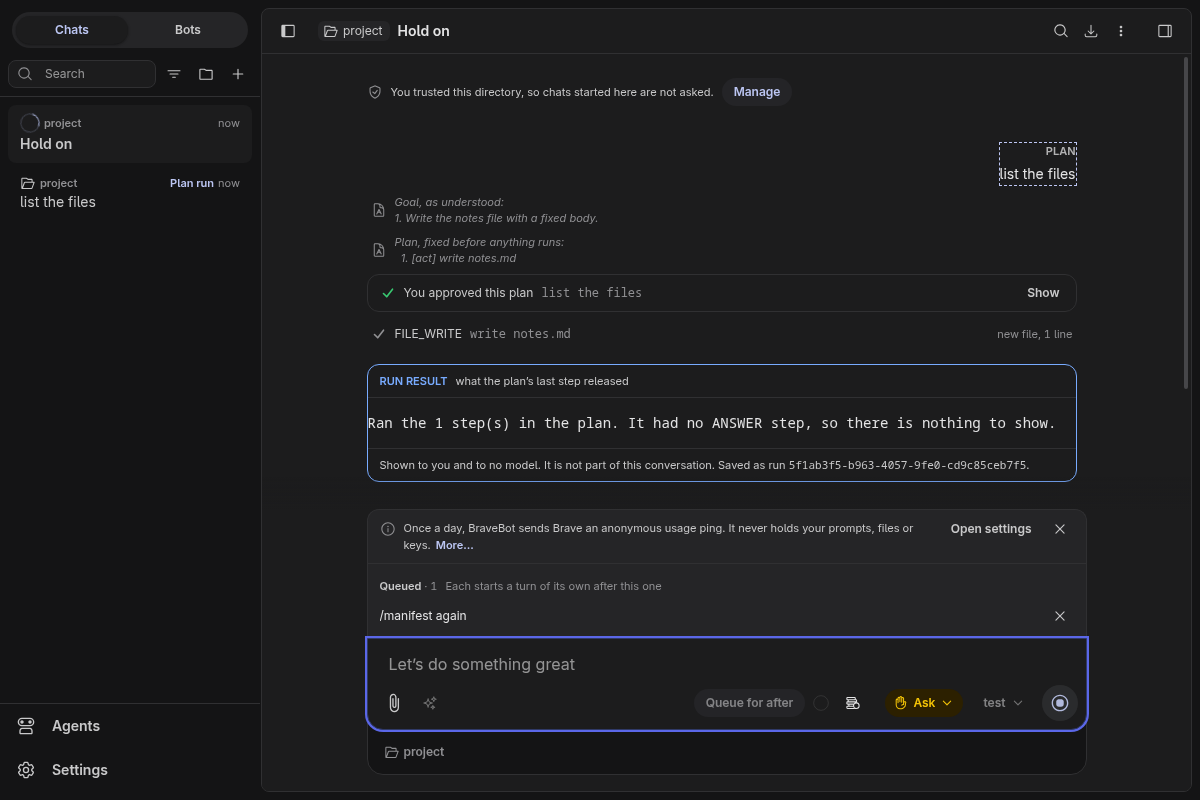 Chats
Bots
Search
project
now
Hold on
project
Plan run now
list the files
Agents
Settings
project
Hold on
You trusted this directory, so chats started here are not asked.
Manage
PLAN
list the files
Goal, as understood:
1. Write the notes file with a fixed body.
Plan, fixed before anything runs:
1. [act] write notes.md
You approved this plan list the files
Show
FILE_WRITE write notes.md
new file, 1 line
RUN RESULT what the plan's last step released
Ran the 1 step(s) in the plan. It had no ANSWER step, so there is nothing to show.
Shown to you and to no model. It is not part of this conversation. Saved as run 5f1ab3f5-b963-4057-9fe0-cd9c85ceb7f5.
Once a day, BraveBot sends Brave an anonymous usage ping. It never holds your prompts, files or
keys. More...
Open settings
Queued · 1 Each starts a turn of its own after this one
/manifest again
Let's do something great
Queue for after
Ask
test
project